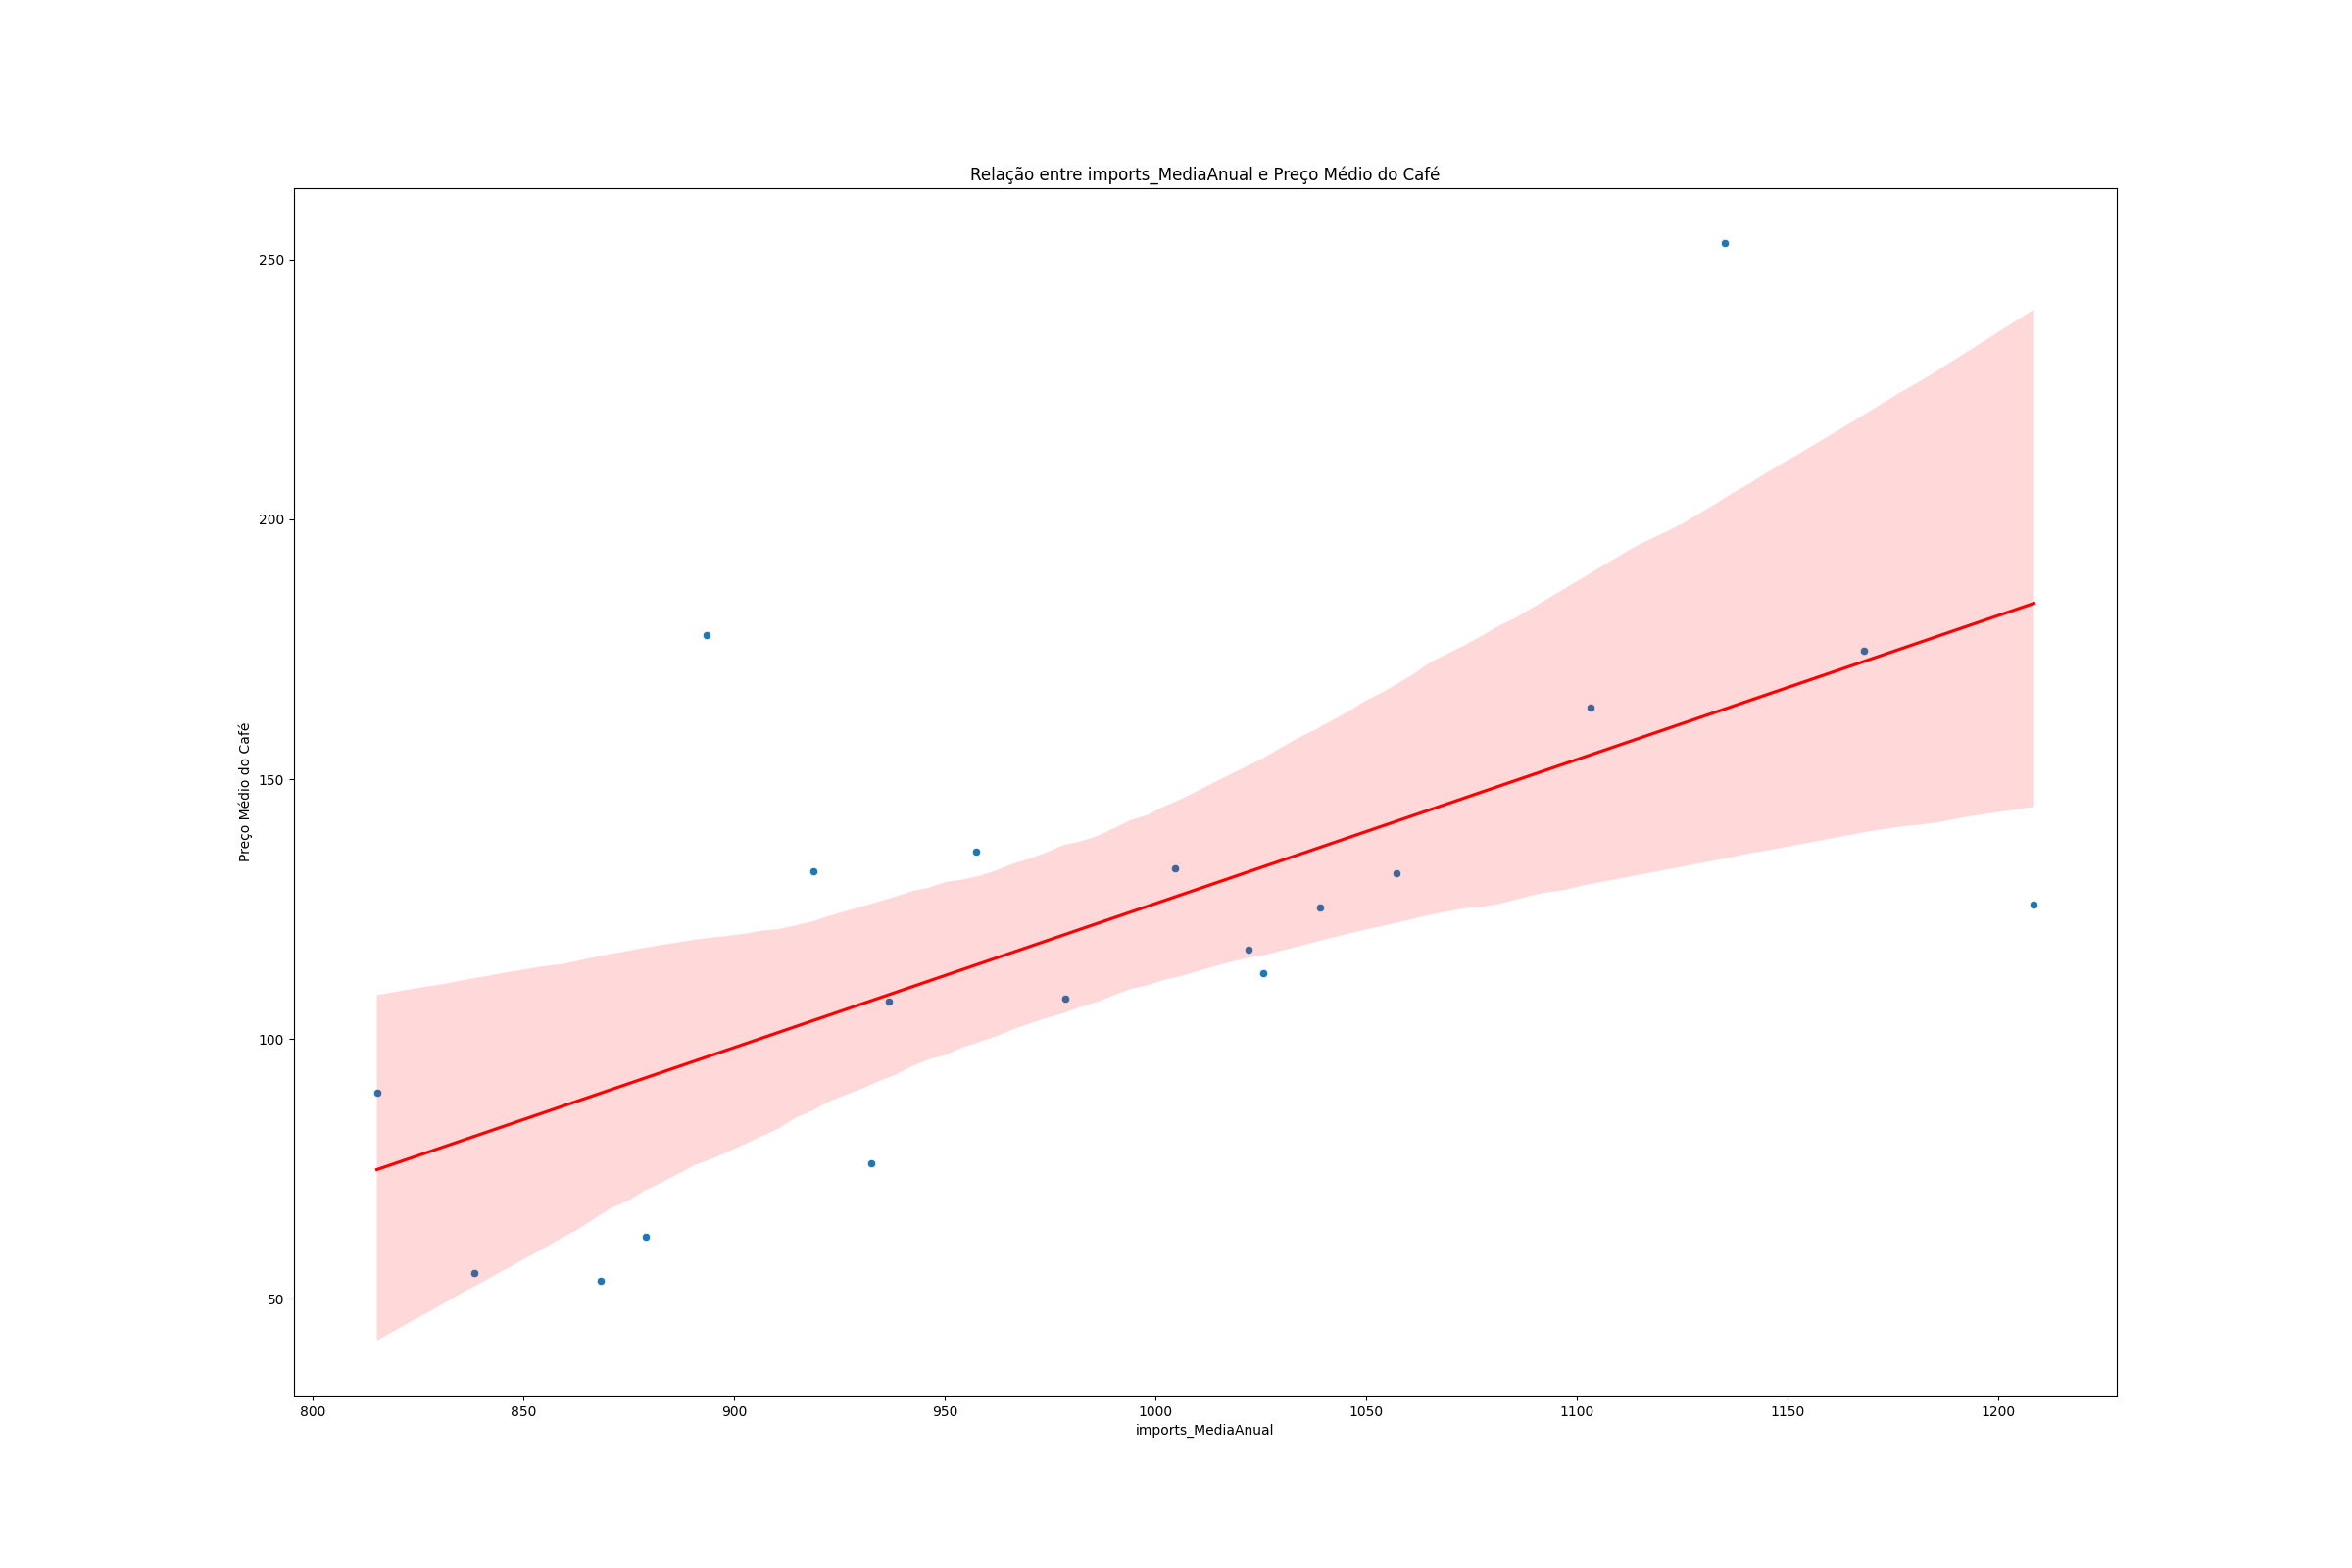 Relação entre imports_MediaAnual e Preço Médio do Café
Preço Médio do Café
250
200
150
100
50
800 850 900 950 1000 1050 1100 1150 1200
imports_MediaAnual